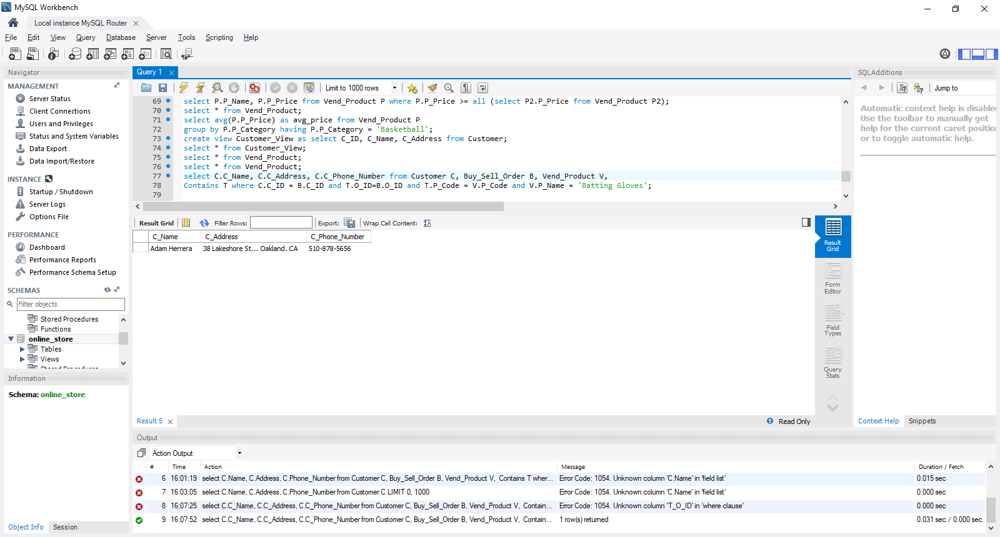 MySQL Workbench
Local instance MySQL Router
File Edit View Query Database Server Tools Scripting Help
Navigator
MANAGEMENT
Server Status
Client Connections
Users and Privileges
Status and System Variables
Data Export
Data Import/Restore
INSTANCE
Startup / Shutdown
Server Logs
Options File
PERFORMANCE
Dashboard
Performance Reports
Performance Schema Setup
SCHEMAS
Filter objects
Stored Procedures
Functions
online_store
Tables
Views
Stored Procedures
Information
Schema: online_store
Object Info Session
Query 1
Limit to 1000 rows
69 select P.P_Name, P.P_Price from Vend_Product P where P.P_Price >= all (select P2.P_Price from Vend_Product P2);
70 select * from Vend_Product;
71 select avg(P.P_Price) as avg_price from Vend_Product P
72 group by P.P_Category having P.P_Category = 'Basketball';
73 create view Customer_View as select C_ID, C_Name, C_Address from Customer;
74 select * from Customer_View;
75 select * from Vend_Product;
76 select * from Vend_Product;
77 select C.C_Name, C.C_Address, C.C_Phone_Number from Customer C, Buy_Sell_Order B, Vend_Product V,
78 Contains T where C.C_ID = B.C_ID and T.O_ID=B.O_ID and T.P_Code = V.P_Code and V.P_Name = 'Batting Gloves';
79
Result Grid Filter Rows: Export: Wrap Cell Content:
C_Name C_Address C_Phone_Number
Adam Herrera 38 Lakeshore St... Oakland. CA 510-878-5656
Result Grid
Form Editor
Field Types
Query Stats
Result 5 Read Only
SQLAdditions
Jump to
Automatic context help is disabled
Use the toolbar to manually get
help for the current caret position
or to toggle automatic help.
Context Help Snippets
Output
Action Output
# Time Action Message Duration / Fetch
6 16:01:19 select C.Name, C.Address, C.Phone_Number from Customer C, Buy_Sell_Order B, Vend_Product V, Contains T wher... Error Code: 1054. Unknown column 'C.Name' in 'field list' 0.015 sec
7 16:03:05 select C.Name, C.Address, C.Phone_Number from Customer C LIMIT 0, 1000 Error Code: 1054. Unknown column 'C.Name' in 'field list' 0.000 sec
8 16:07:25 select C.C_Name, C.C_Address, C.C_Phone_Number from Customer C, Buy_Sell_Order B, Vend_Product V, Contain... Error Code: 1054. Unknown column 'T_O_ID' in 'where clause' 0.000 sec
9 16:07:52 select C.C_Name, C.C_Address, C.C_Phone_Number from Customer C, Buy_Sell_Order B, Vend_Product V, Contain... 1 row(s) returned 0.031 sec / 0.000 sec